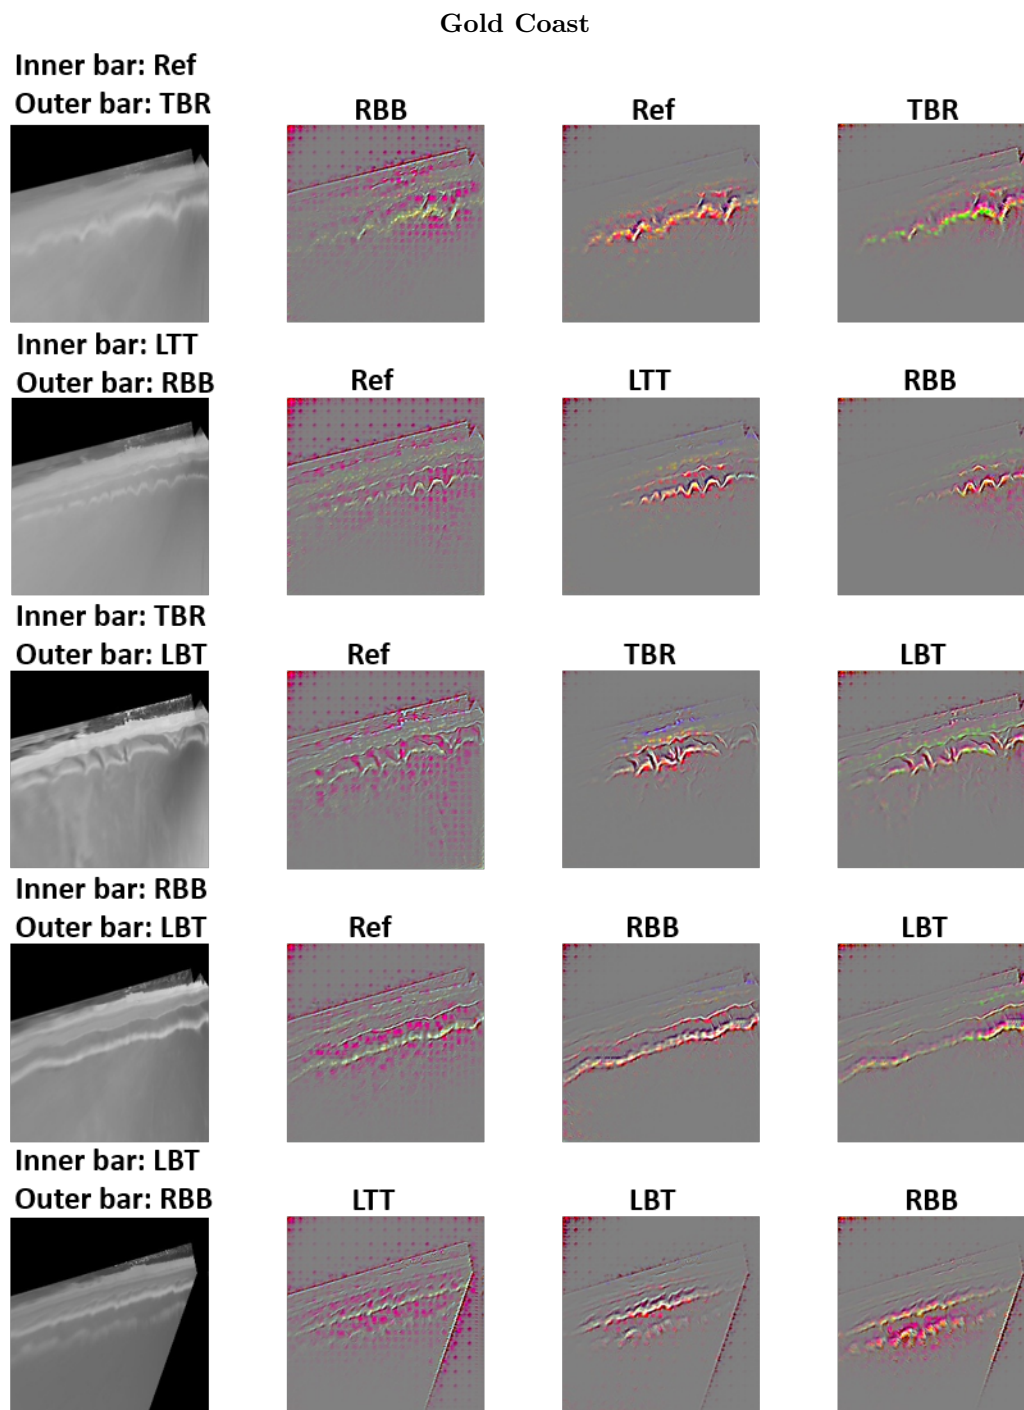 Gold Coast
Inner bar: Ref
Outer bar: TBR
RBB
Ref
TBR
Inner bar: LTT
Outer bar: RBB
Ref
LTT
RBB
Inner bar: TBR
Outer bar: LBT
Ref
TBR
LBT
Inner bar: RBB
Outer bar: LBT
Ref
RBB
LBT
Inner bar: LBT
Outer bar: RBB
LTT
LBT
RBB